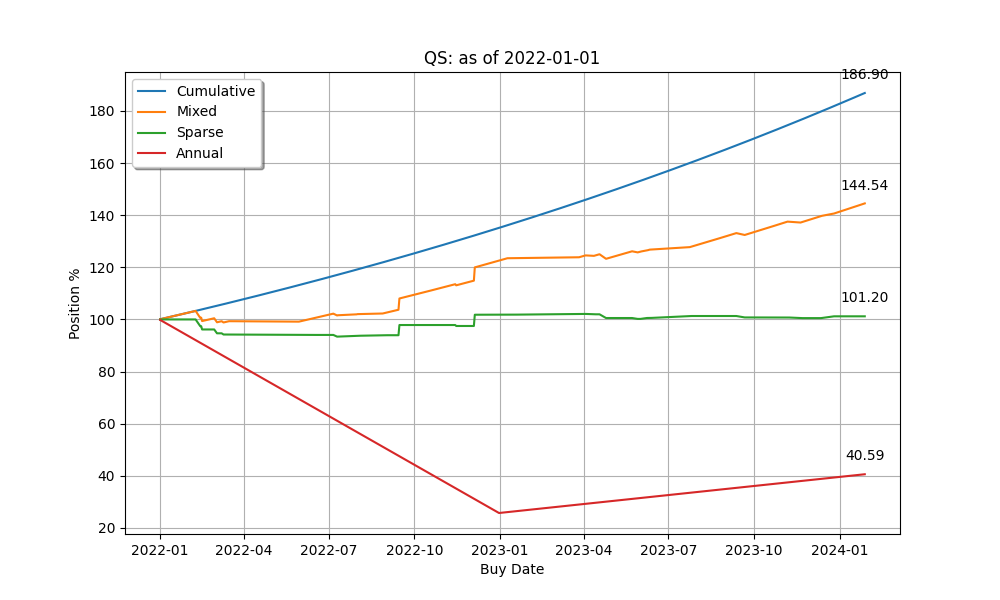 QS: as of 2022-01-01
186.90
Cumulative
Mixed
Sparse
Annual
180
160
144.54
140
120
101.20
100
80
60
40.59
40
20
Position %
2022-01 2022-04 2022-07 2022-10 2023-01 2023-04 2023-07 2023-10 2024-01
Buy Date